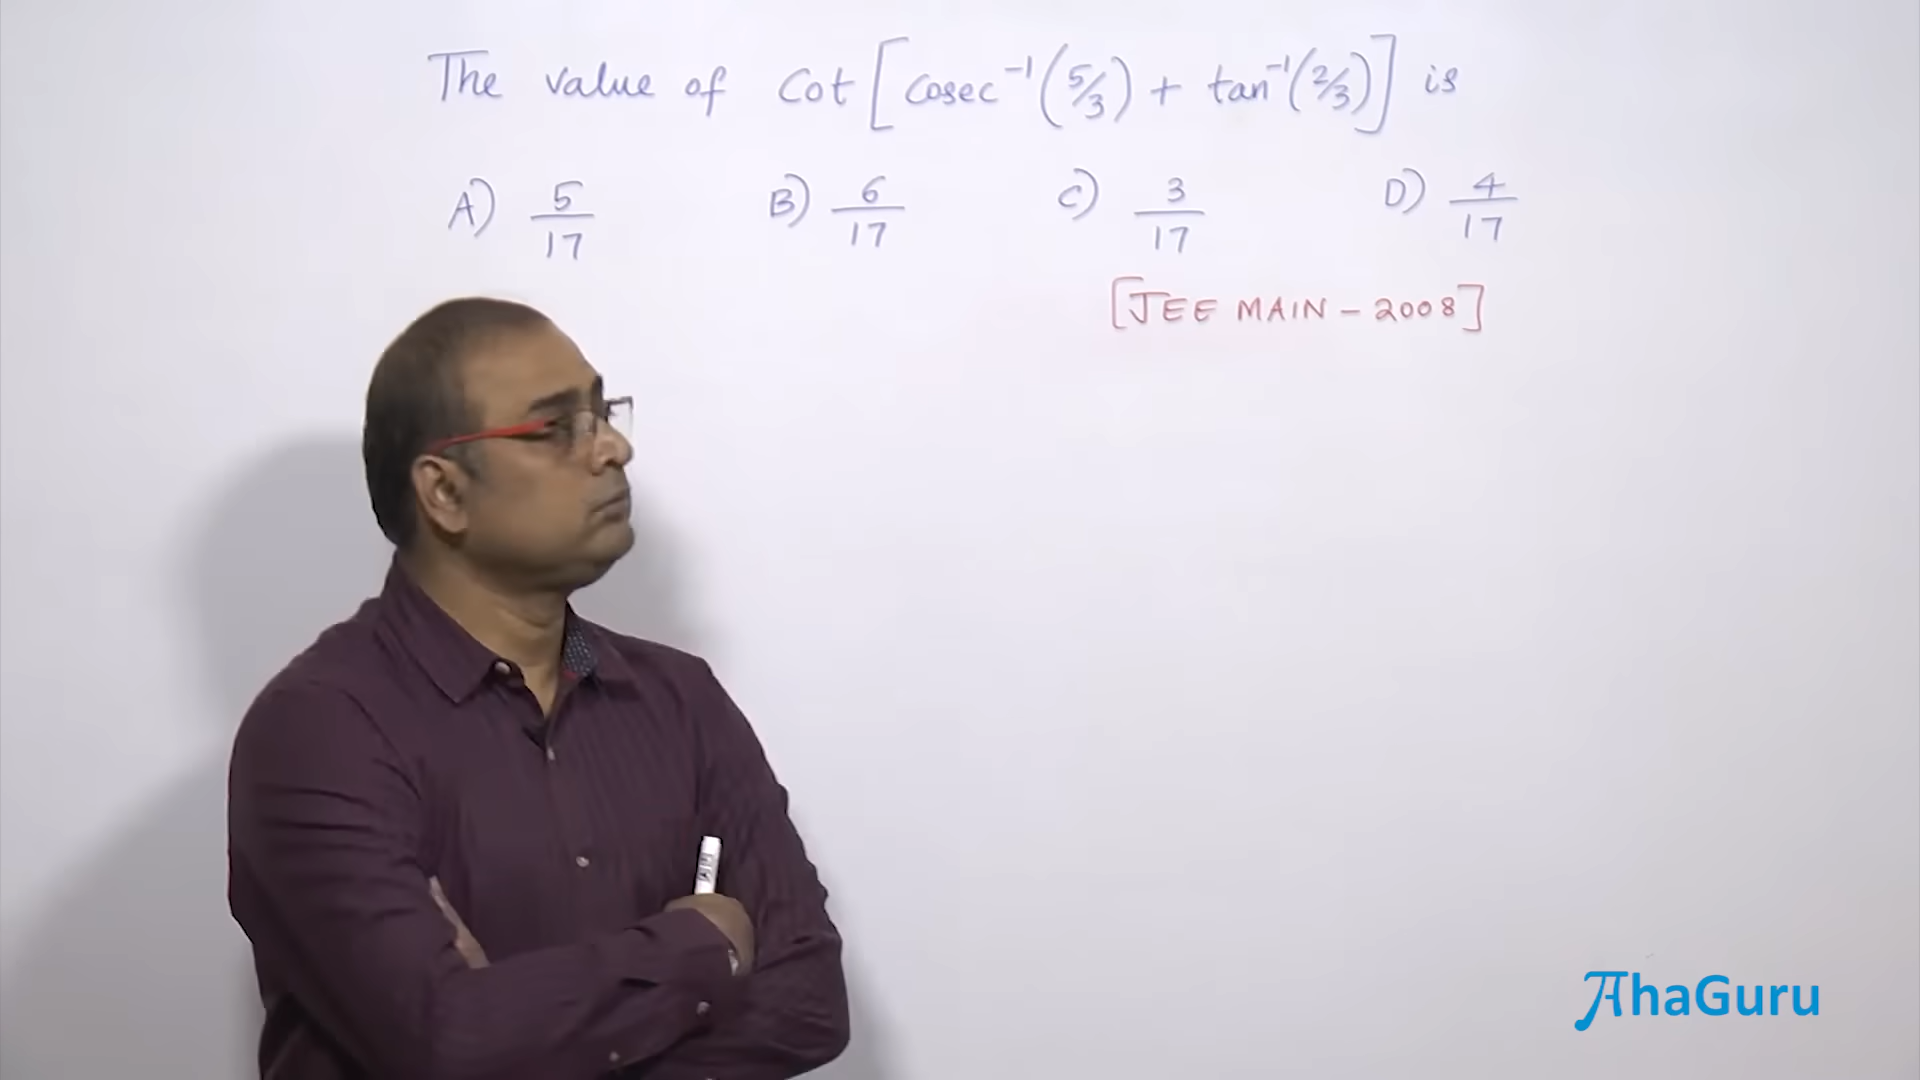 The value of Cot [cosec⁻¹(5/3) + tan⁻¹(2/3)] is
A) 5/17 B) 6/17 C) 3/17 D) 4/17
[JEE MAIN – 2008]
AhaGuru